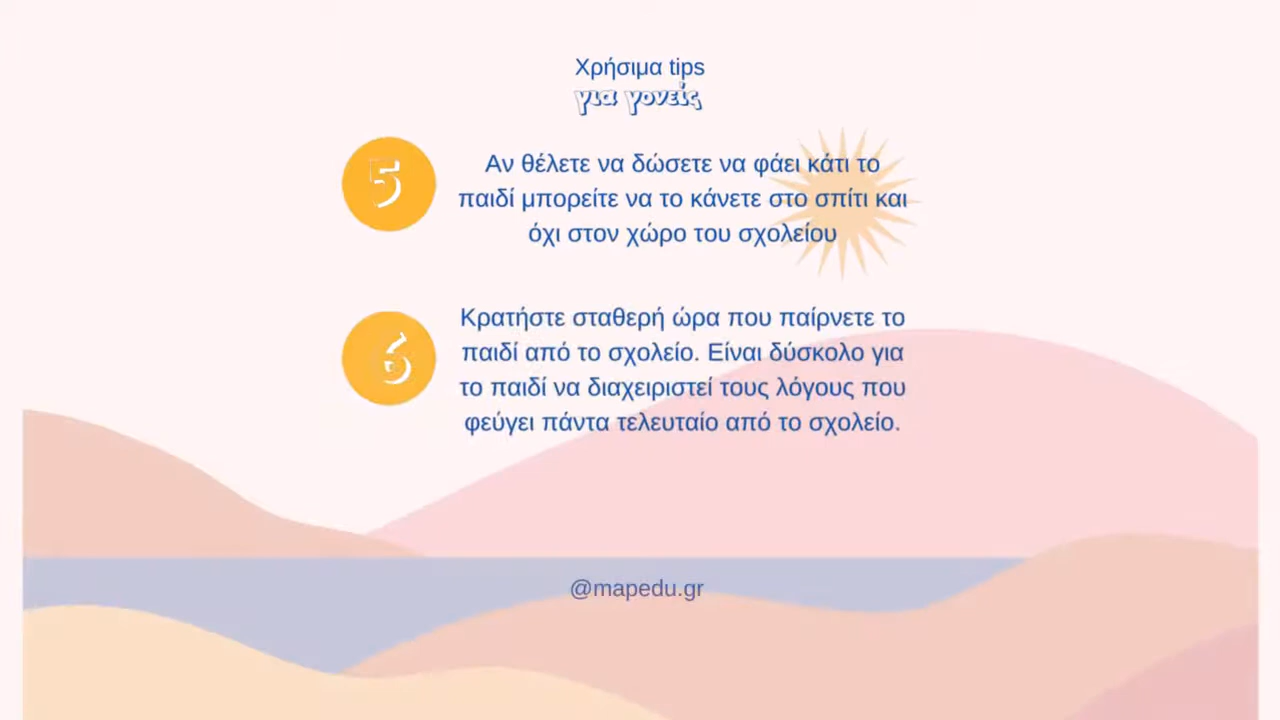 Χρήσιμα tips
για γονείς
5
Αν θέλετε να δώσετε να φάει κάτι το
παιδί μπορείτε να το κάνετε στο σπίτι και
όχι στον χώρο του σχολείου
6
Κρατήστε σταθερή ώρα που παίρνετε το
παιδί από το σχολείο. Είναι δύσκολο για
το παιδί να διαχειριστεί τους λόγους που
φεύγει πάντα τελευταίο από το σχολείο.
@mapedu.gr